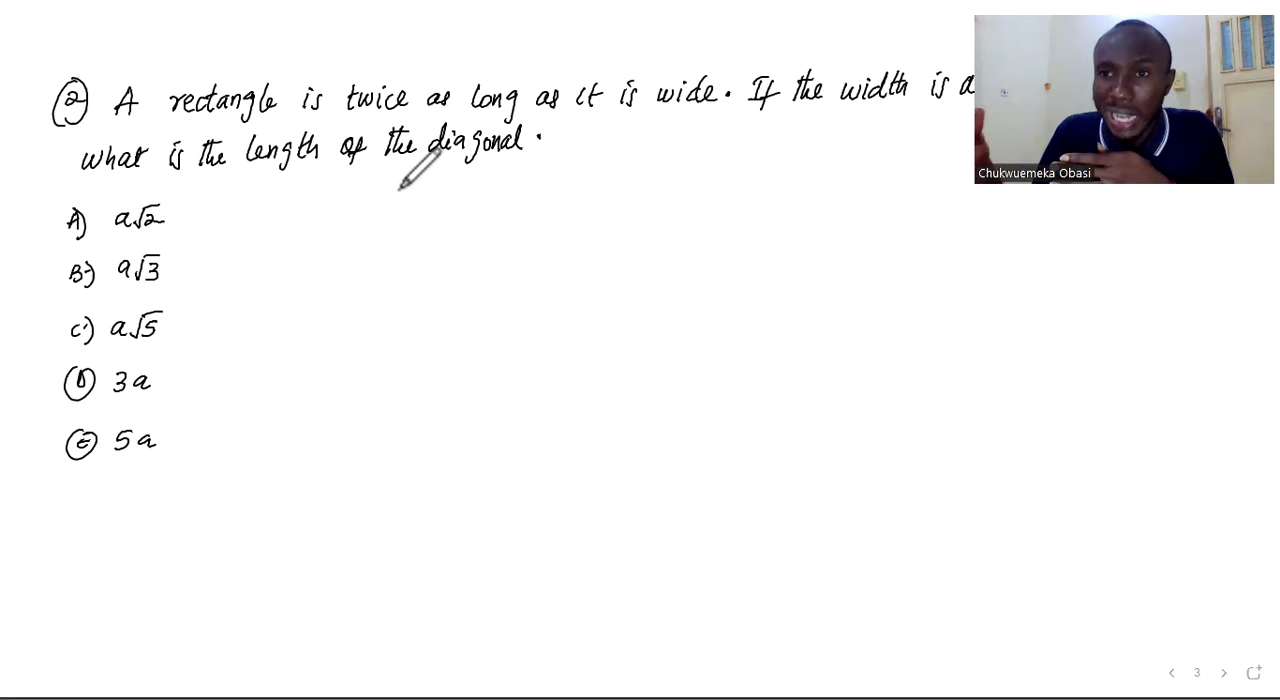 (2) A rectangle is twice as long as it is wide. If the width is a
what is the length of the diagonal.
A) a√2
B) a√3
C) a√5
D 3a
E 5a
Chukwuemeka Obasi
3